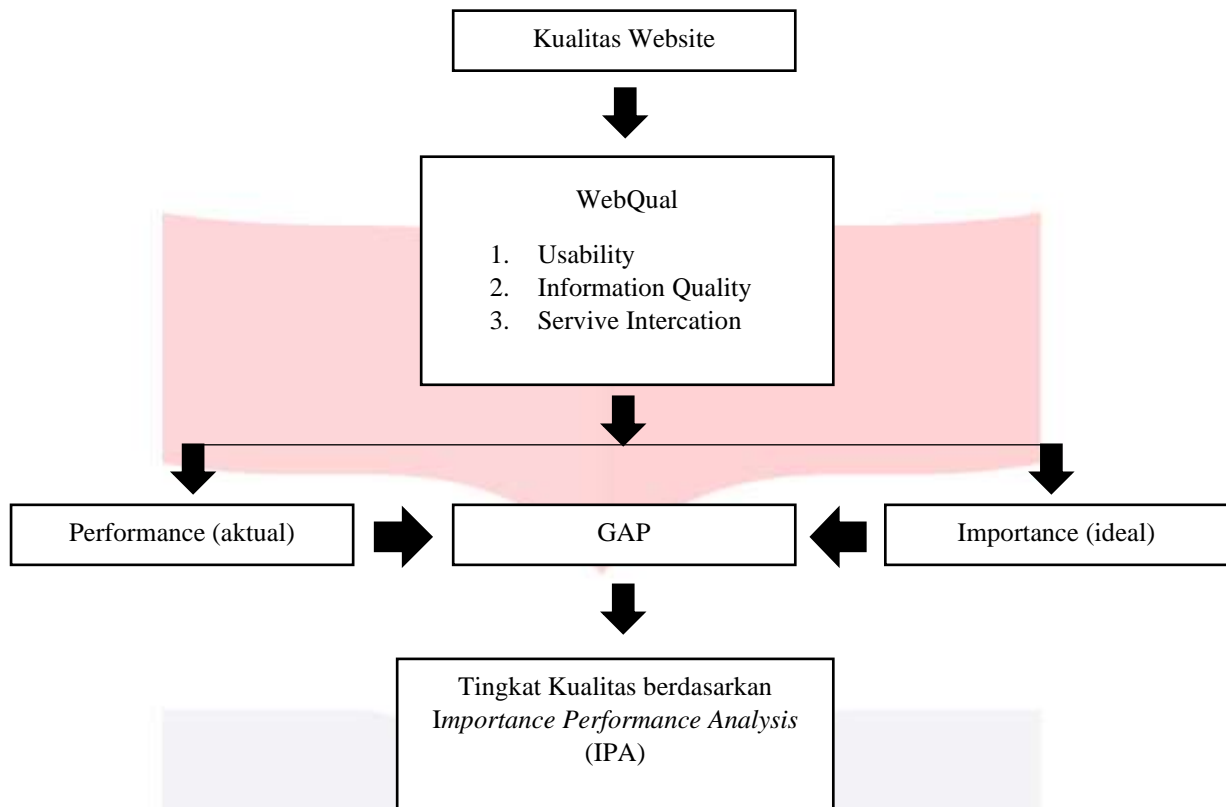 Kualitas Website
WebQual
1. Usability
2. Information Quality
3. Servive Intercation
Performance (aktual)
GAP
Importance (ideal)
Tingkat Kualitas berdasarkan
Importance Performance Analysis
(IPA)